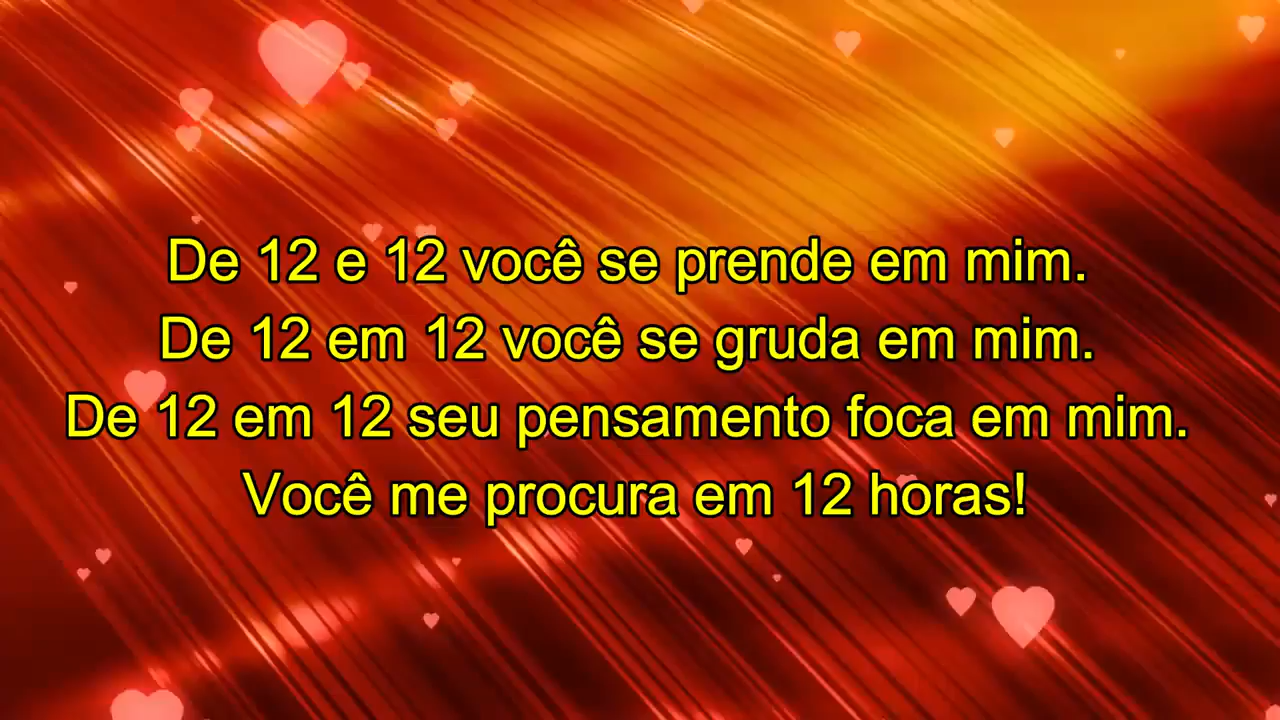 De 12 e 12 você se prende em mim.
De 12 em 12 você se gruda em mim.
De 12 em 12 seu pensamento foca em mim.
Você me procura em 12 horas!